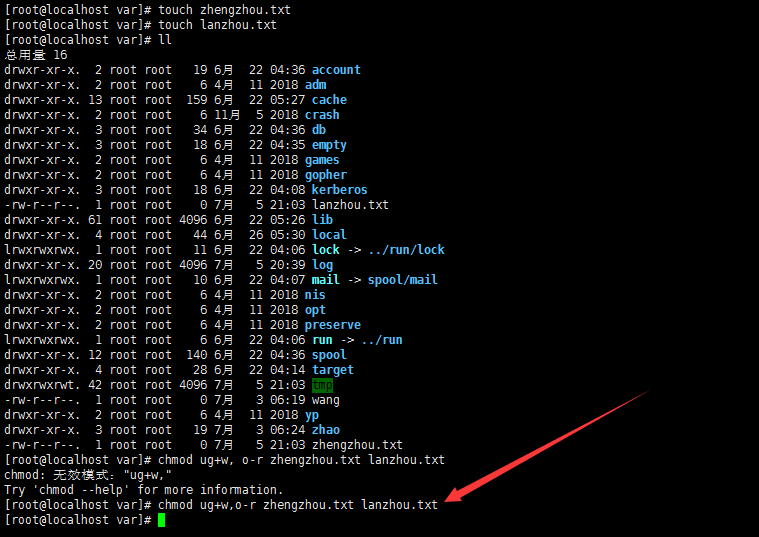 [root@localhost var]# touch zhengzhou.txt
[root@localhost var]# touch lanzhou.txt
[root@localhost var]# ll
总用量 16
drwxr-xr-x.  2 root root   19 6月  22 04:36 account
drwxr-xr-x.  2 root root    6 4月  11 2018 adm
drwxr-xr-x. 13 root root  159 6月  22 05:27 cache
drwxr-xr-x.  2 root root    6 11月  5 2018 crash
drwxr-xr-x.  3 root root   34 6月  22 04:36 db
drwxr-xr-x.  3 root root   18 6月  22 04:35 empty
drwxr-xr-x.  2 root root    6 4月  11 2018 games
drwxr-xr-x.  2 root root    6 4月  11 2018 gopher
drwxr-xr-x.  3 root root   18 6月  22 04:08 kerberos
-rw-r--r--.  1 root root    0 7月   5 21:03 lanzhou.txt
drwxr-xr-x. 61 root root 4096 6月  22 05:26 lib
drwxr-xr-x.  4 root root   44 6月  26 05:30 local
lrwxrwxrwx.  1 root root   11 6月  22 04:06 lock -> ../run/lock
drwxr-xr-x. 20 root root 4096 7月   5 20:39 log
lrwxrwxrwx.  1 root root   10 6月  22 04:07 mail -> spool/mail
drwxr-xr-x.  2 root root    6 4月  11 2018 nis
drwxr-xr-x.  2 root root    6 4月  11 2018 opt
drwxr-xr-x.  2 root root    6 4月  11 2018 preserve
lrwxrwxrwx.  1 root root    6 6月  22 04:06 run -> ../run
drwxr-xr-x. 12 root root  140 6月  22 04:36 spool
drwxr-xr-x.  4 root root   28 6月  22 04:14 target
drwxrwxrwt. 42 root root 4096 7月   5 21:03 tmp
-rw-r--r--.  1 root root    0 7月   3 06:19 wang
drwxr-xr-x.  2 root root    6 4月  11 2018 yp
drwxr-xr-x.  3 root root   19 7月   3 06:24 zhao
-rw-r--r--.  1 root root    0 7月   5 21:03 zhengzhou.txt
[root@localhost var]# chmod ug+w, o-r zhengzhou.txt lanzhou.txt
chmod: 无效模式："ug+w,"
Try 'chmod --help' for more information.
[root@localhost var]# chmod ug+w,o-r zhengzhou.txt lanzhou.txt
[root@localhost var]#